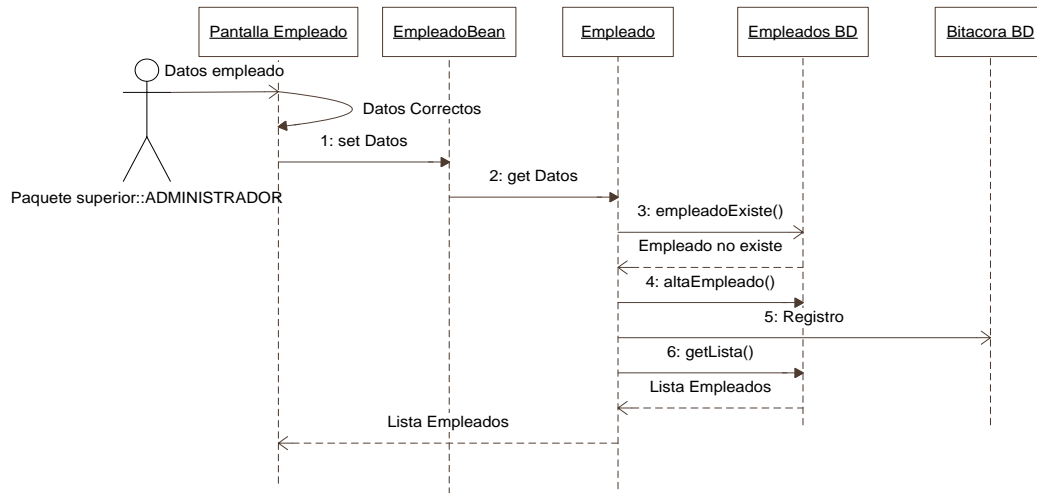 Pantalla Empleado
EmpleadoBean
Empleado
Empleados BD
Bitacora BD
Datos empleado
Datos Correctos
1: set Datos
2: get Datos
Paquete superior::ADMINISTRADOR
3: empleadoExiste()
Empleado no existe
4: altaEmpleado()
5: Registro
6: getLista()
Lista Empleados
Lista Empleados